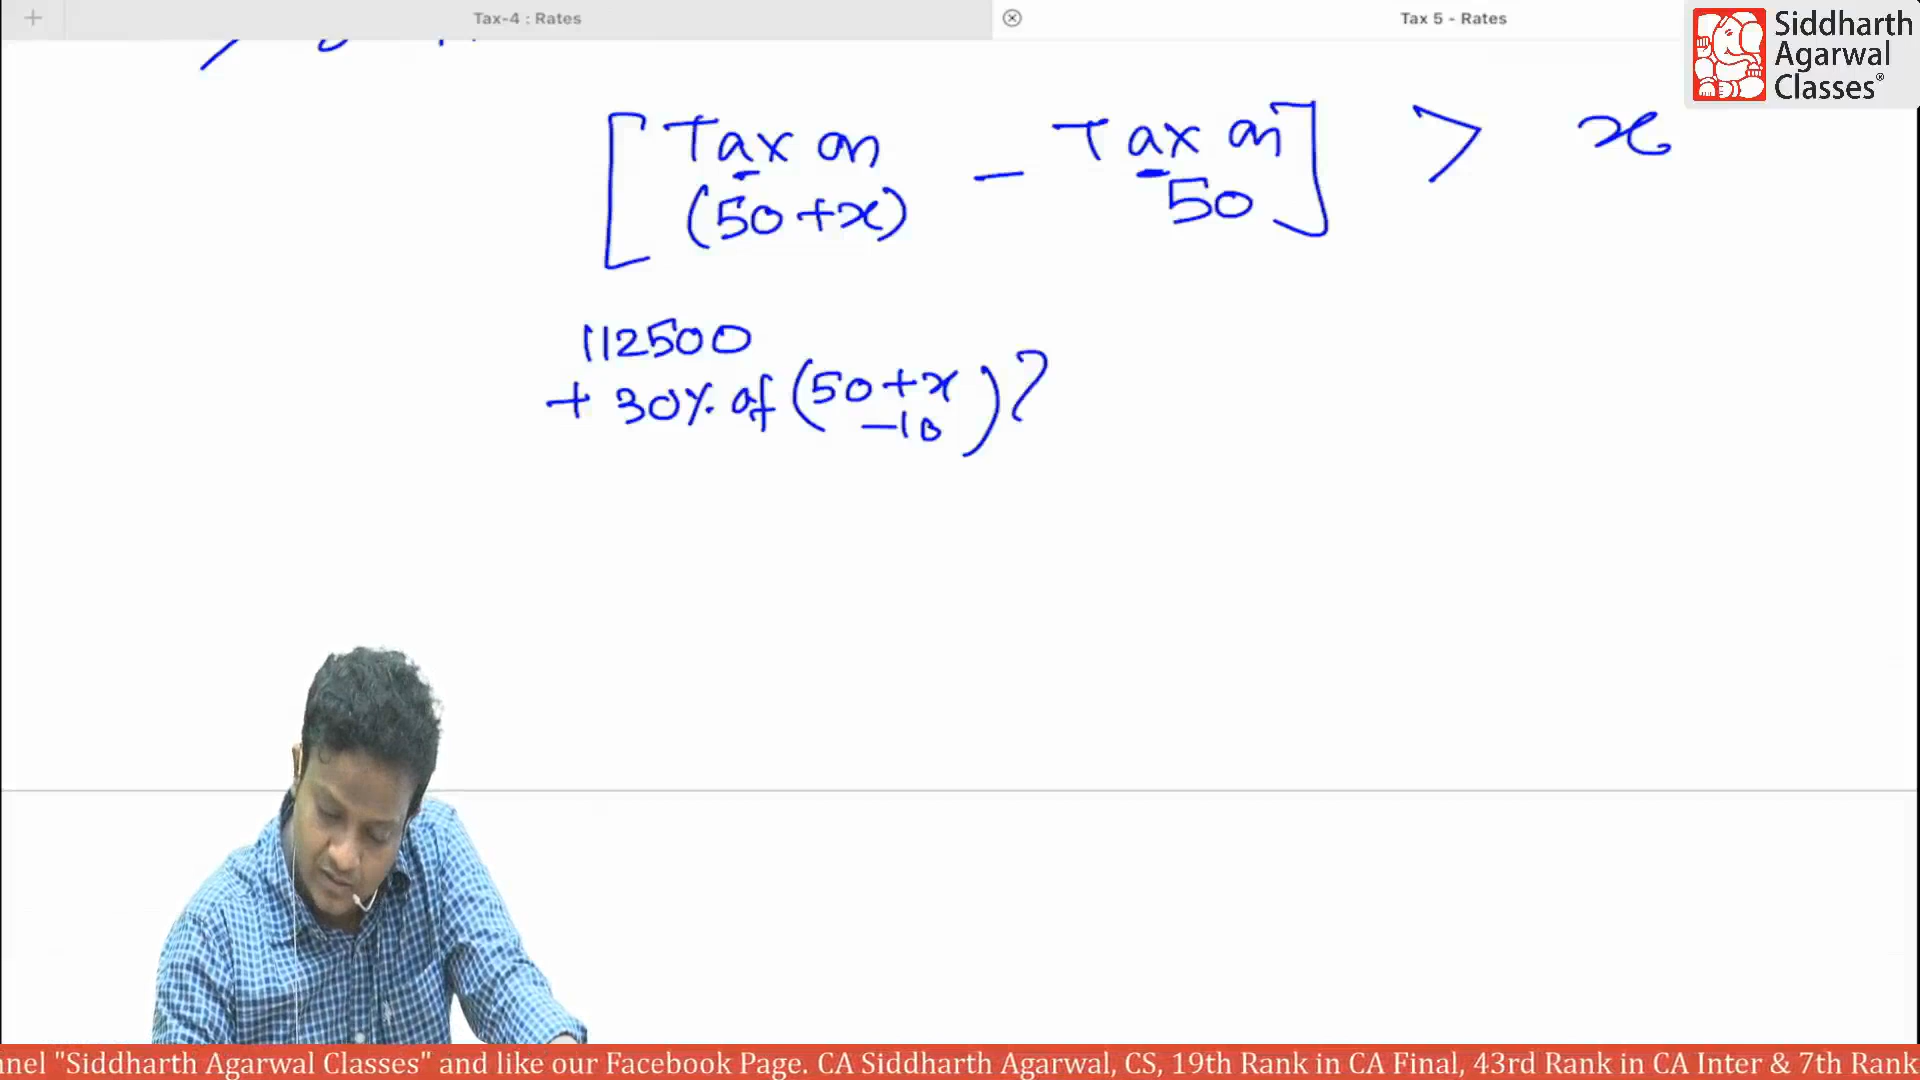 Tax-4 : Rates
Tax 5 - Rates
Siddharth
Agarwal
Classes®
[Tax on − Tax on] > x
(50+x) 50
112500
+ 30% of (50+x
−10)?
nnel "Siddharth Agarwal Classes" and like our Facebook Page. CA Siddharth Agarwal, CS, 19th Rank in CA Final, 43rd Rank in CA Inter & 7th Rank